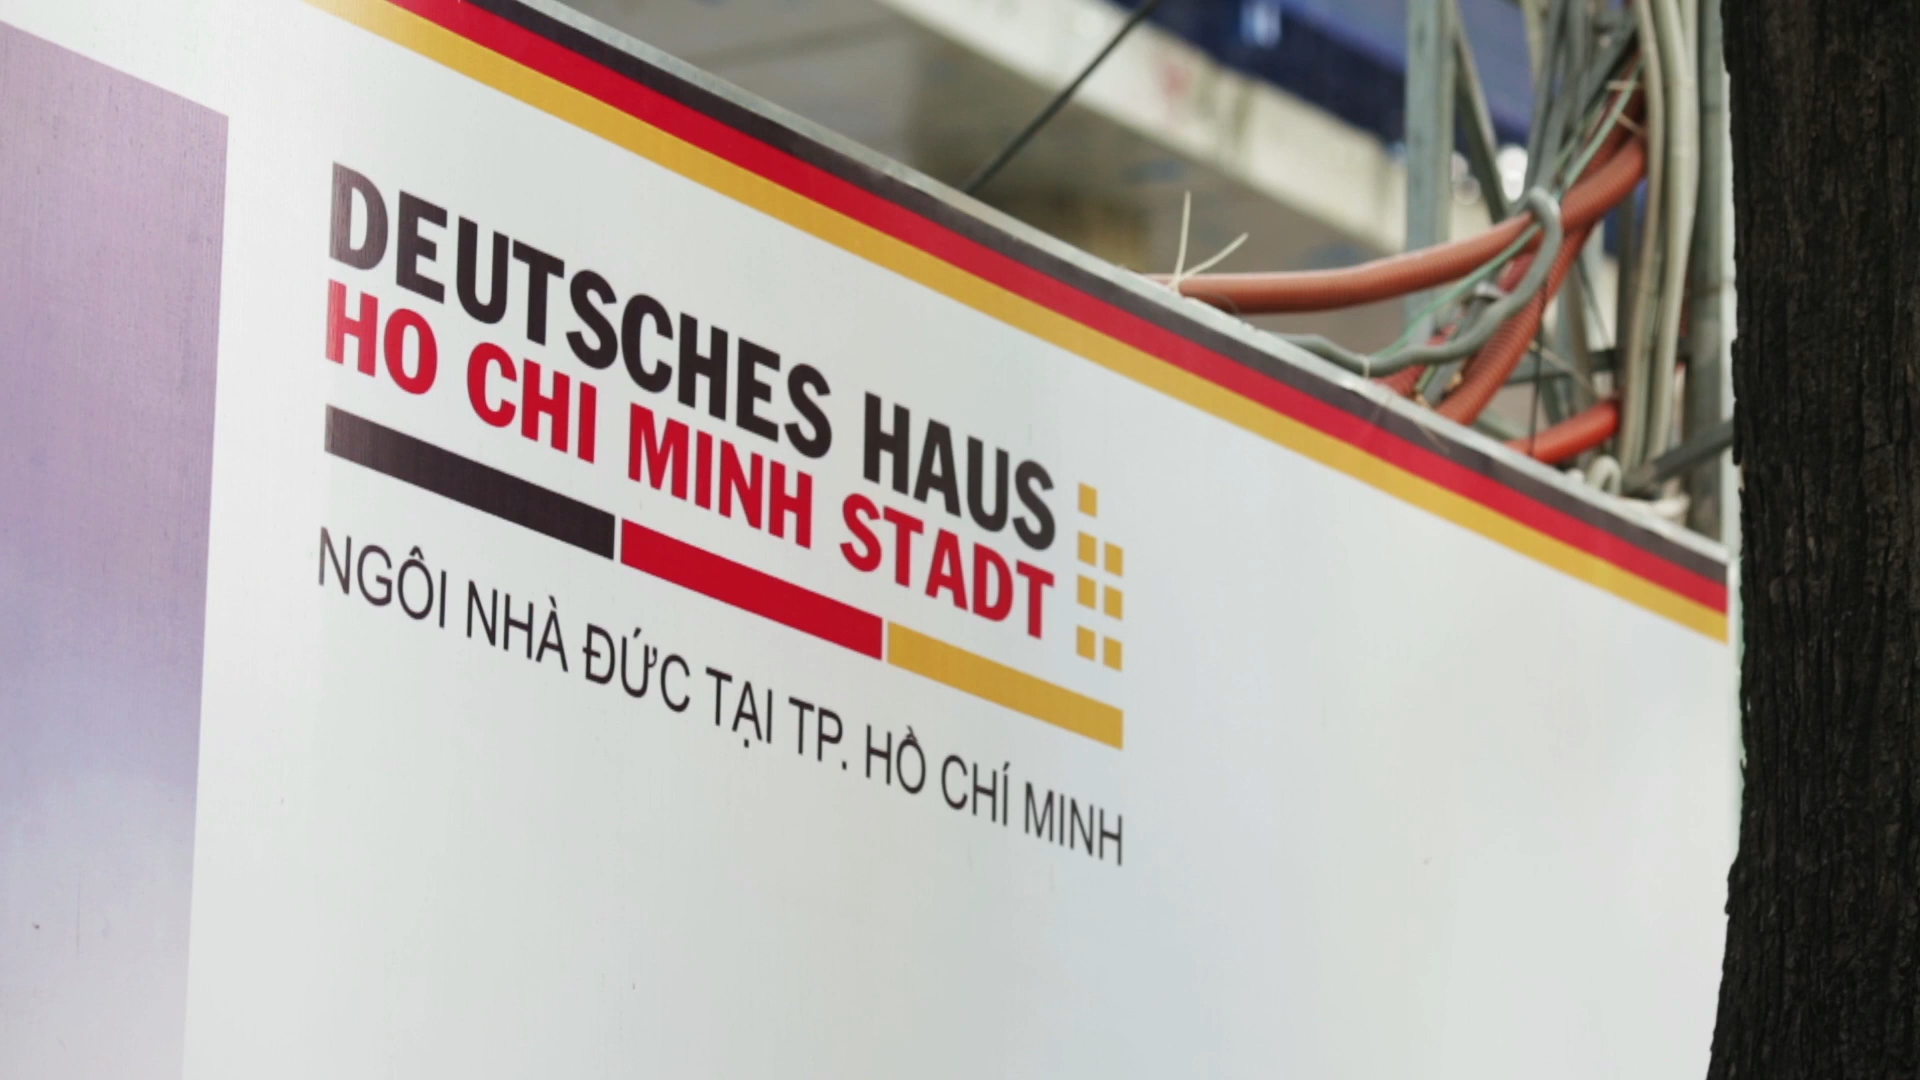 DEUTSCHES HAUS
HO CHI MINH STADT
NGÔI NHÀ ĐỨC TẠI TP. HỒ CHÍ MINH